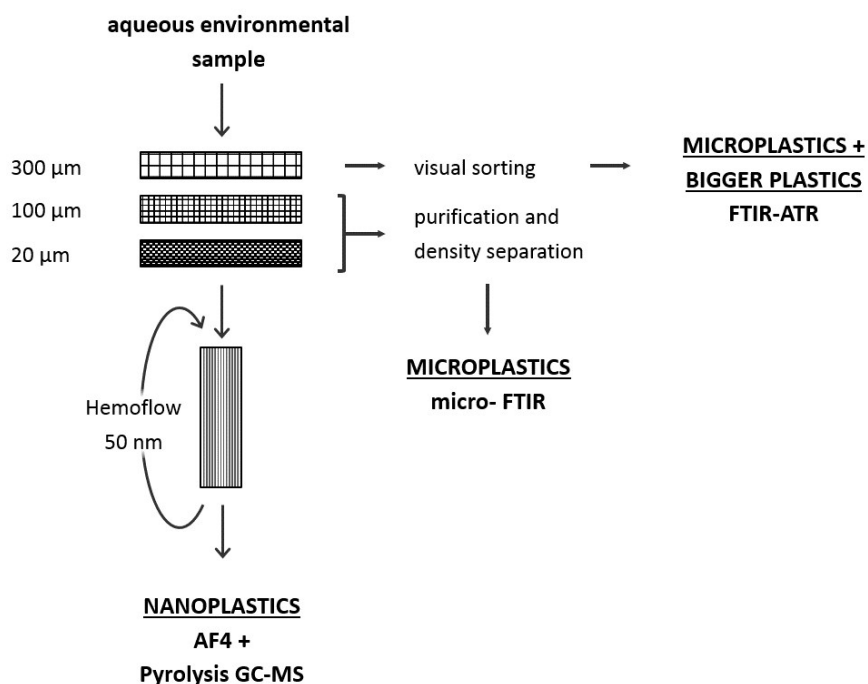 aqueous environmental
sample
300 µm
100 µm
20 µm
visual sorting
purification and
density separation
MICROPLASTICS +
BIGGER PLASTICS
FTIR-ATR
MICROPLASTICS
micro- FTIR
Hemoflow
50 nm
NANOPLASTICS
AF4 +
Pyrolysis GC-MS